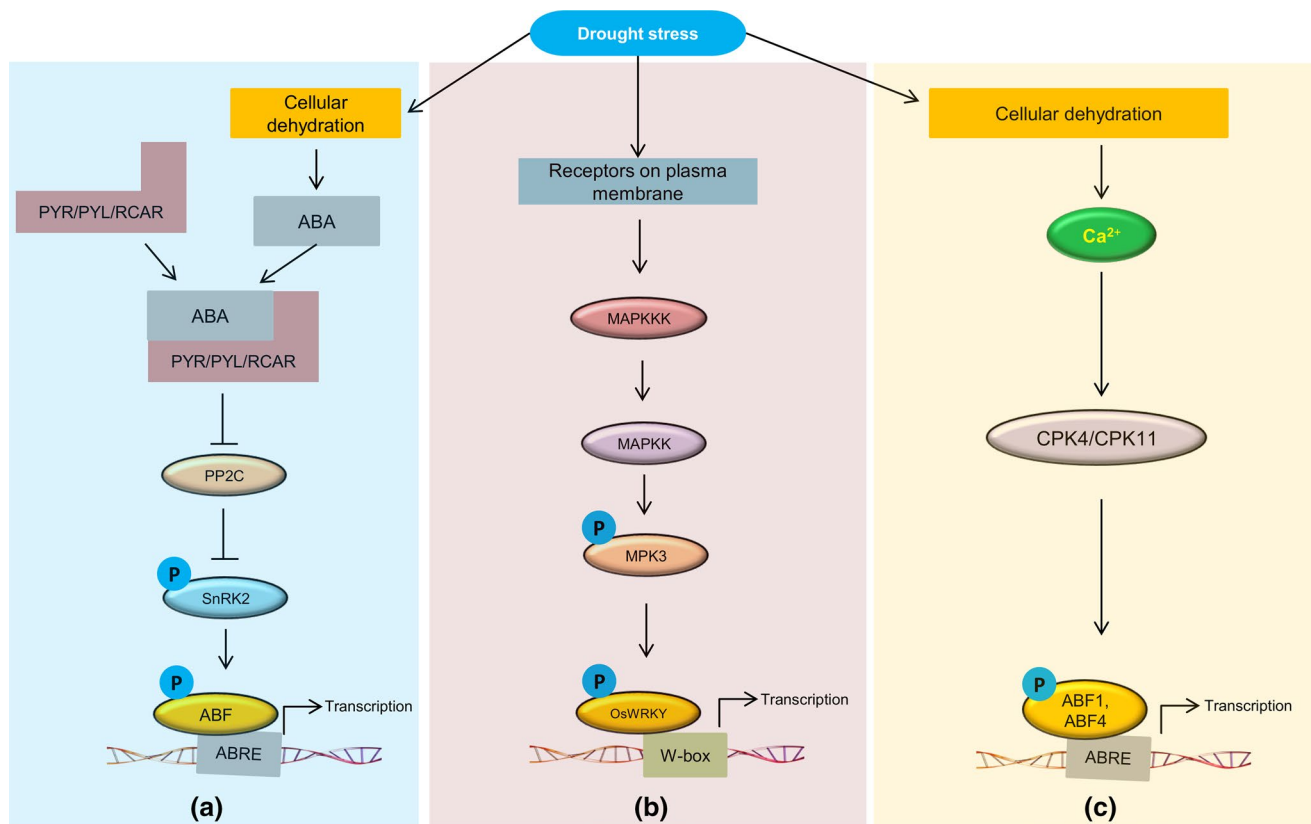 Drought stress
Cellular
dehydration
PYR/PYL/RCAR
ABA
ABA
PYR/PYL/RCAR
PP2C
P
SnRK2
P
ABF
Transcription
ABRE
(a)
Receptors on plasma
membrane
MAPKKK
MAPKK
P
MPK3
P
OsWRKY
Transcription
W-box
(b)
Cellular dehydration
Ca²⁺
CPK4/CPK11
P
ABF1,
ABF4
Transcription
ABRE
(c)